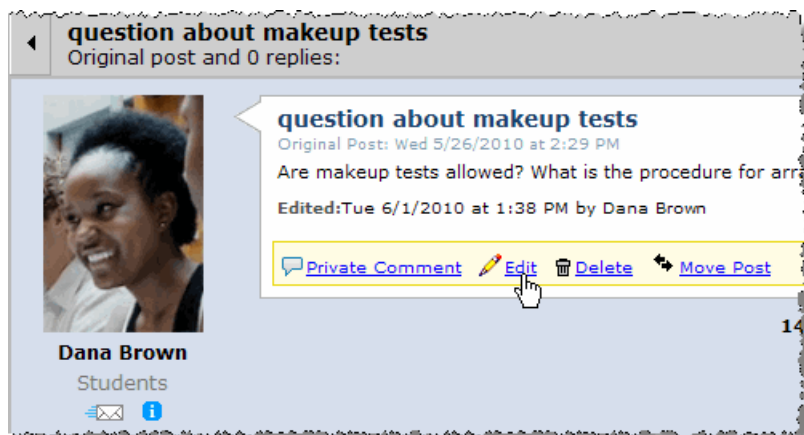 question about makeup tests
Original post and 0 replies:
question about makeup tests
Original Post: Wed 5/26/2010 at 2:29 PM
Are makeup tests allowed? What is the procedure for
Edited:Tue 6/1/2010 at 1:38 PM by Dana Brown
Private Comment Edit Delete Move Post
14
Dana Brown
Students